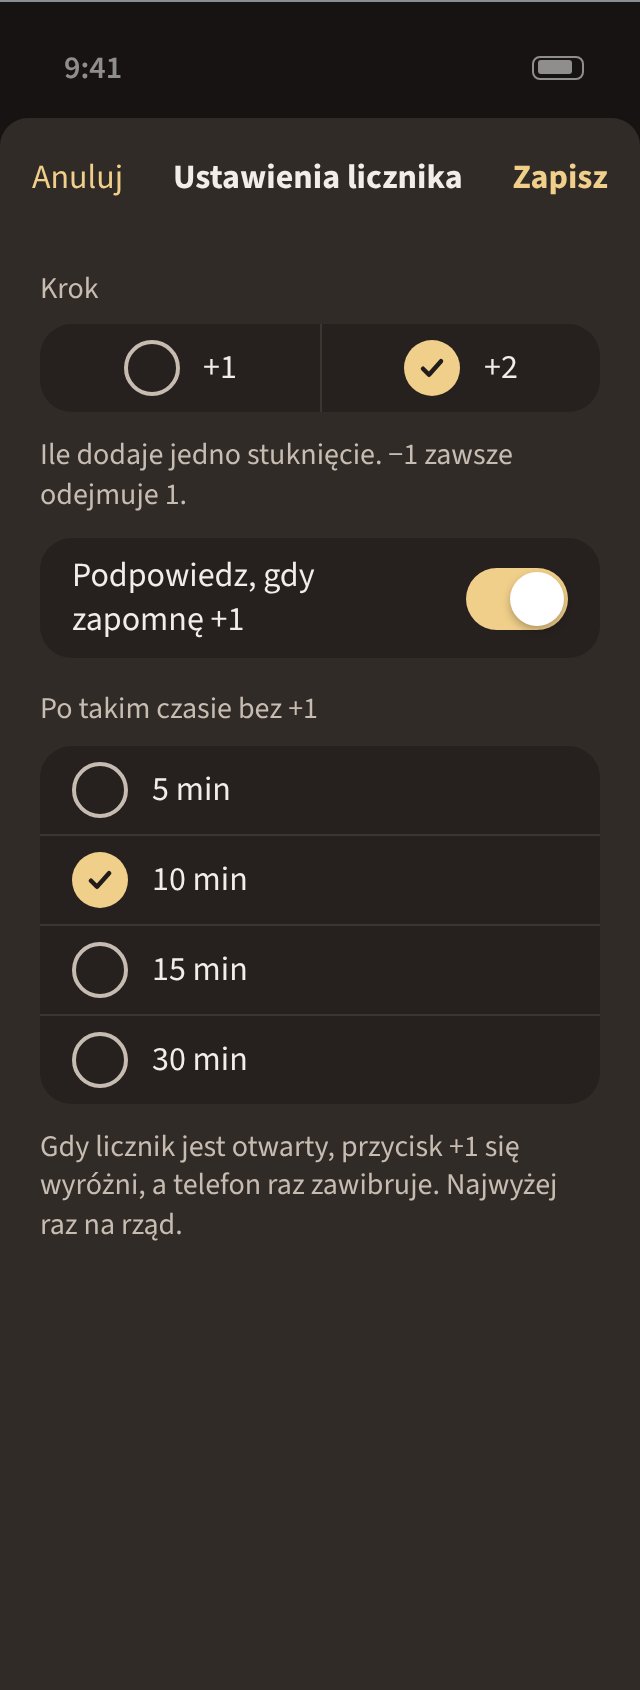 9:41
Anuluj
Ustawienia licznika
Zapisz
Krok
+1
+2
Ile dodaje jedno stuknięcie. −1 zawsze
odejmuje 1.
Podpowiedz, gdy
zapomnę +1
Po takim czasie bez +1
5 min
10 min
15 min
30 min
Gdy licznik jest otwarty, przycisk +1 się
wyróżni, a telefon raz zawibruje. Najwyżej
raz na rząd.